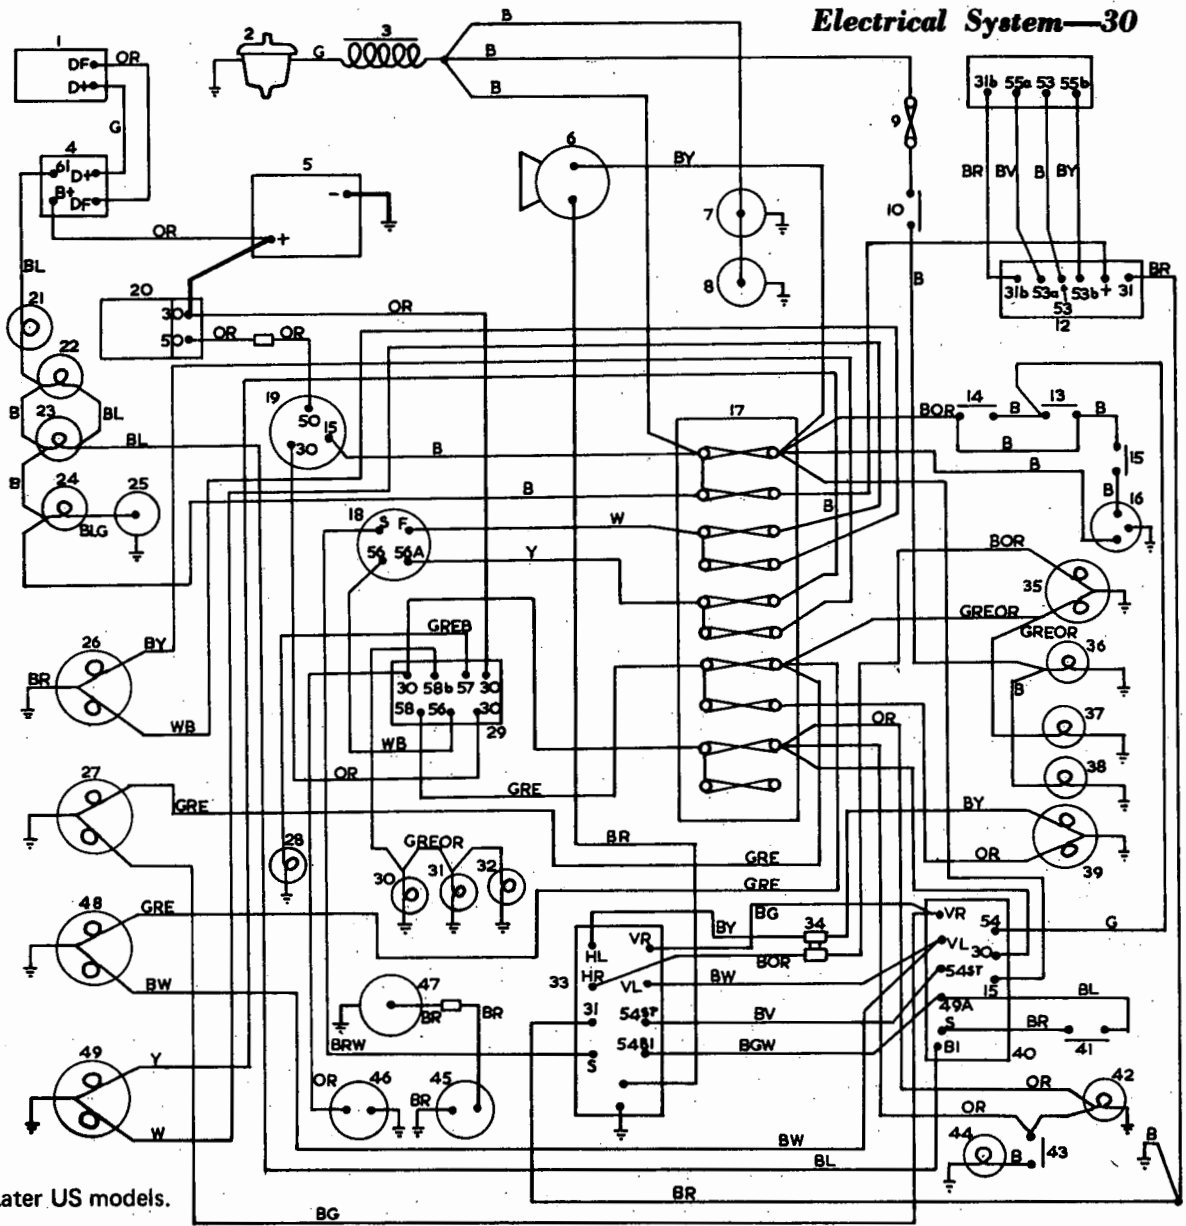 Electrical System—30
1
DF
OR
D+
G
4
61
D+
B+
DF
OR
BL
2
G
3
B
B
B
5
-
+
6
BY
7
8
9
10
B
31b 55a 53 55b
BR BV B BY
31b 53a 53b + 31
53
12
BR
20
30
50
OR
OR
OR
21
22
B
BL
23
BL
B
24
BLG
25
19
50
15
30
B
B
18
S F
56 56A
W
Y
17
B
BOR
14
B
13
B
B
B
15
B
16
BOR
35
GREOR
GREOR
36
B
37
38
BY
OR
39
OR
26
BR
BY
WB
GREB
30 58b 57 30
58 56 30
29
WB
OR
GRE
27
GRE
28
GREOR
30
31
32
BR
GRE
GRE
48
GRE
BW
47
BR
BR
BRW
49
Y
W
OR
46
BR
45
33
HL
HR
31
S
VR
VL
54ST
54BI
BY
BG
34
BOR
BW
BV
BGW
VR
VL
54ST
49A
S
BI
54
30
15
40
G
BL
BR
41
OR
42
OR
43
44
B
B
BW
BL
BR
BG
ater US models.